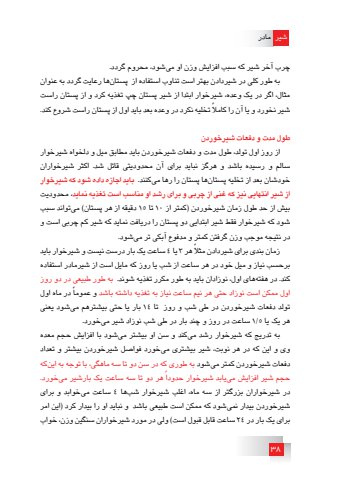 شیر مادر
چرب آخر شیر که سبب افزایش وزن او می‌شود، محروم گردد.
به طور کلی در شیردادن بهتر است تناوب استفاده از پستان‌ها رعایت گردد به عنوان
مثال، اگر در یک وعده، شیرخوار ابتدا از شیر پستان چپ تغذیه کرد و از پستان راست
شیر نخورد و یا آن را کاملاً تخلیه نکرد در وعده بعد باید اول از پستان راست شروع کند.
طول مدت و دفعات شیرخوردن
از روز اول تولد، طول مدت و دفعات شیرخوردن باید مطابق میل و دلخواه شیرخوار
سالم و رسیده باشد و هرگز نباید برای آن محدودیتی قائل شد. اکثر شیرخواران
خودشان بعد از تخلیه پستان‌ها پستان را رها می‌کنند. باید اجازه داده شود که شیرخوار
از شیر انتهایی نیز که غنی از چربی و برای رشد او مناسب است تغذیه نماید، محدودیت
بیش از حد طول زمان شیرخوردن (کمتر از ۱۰ تا ۱۵ دقیقه از هر پستان) می‌تواند سبب
شود که شیرخوار فقط شیر ابتدایی دو پستان را دریافت نماید که شیر کم چربی است و
در نتیجه موجب وزن گرفتن کمتر و مدفوع آبکی تر می‌شود.
زمان بندی برای شیردادن مثلاً هر ۳ یا ٤ ساعت یک بار درست نیست و شیرخوار باید
برحسب نیاز و میل خود در هر ساعت از شب یا روز که مایل است از شیرمادر استفاده
کند. در هفته‌های اول، نوزادان باید به طور مکرر تغذیه شوند. به طور طبیعی در دو روز
اول ممکن است نوزاد حتی هر نیم ساعت نیاز به تغذیه داشته باشد و عموماً در ماه اول
تولد دفعات شیرخوردن در طی شب و روز تا ۱٤ بار یا حتی بیشترهم می‌شود یعنی
هر یک یا ۱/۵ ساعت در روز و چند بار در طی شب نوزاد شیر می‌خورد.
به تدریج که شیرخوار رشد می‌کند و سن او بیشتر می‌شود با افزایش حجم معده
وی و این که در هر نوبت، شیر بیشتری می‌خورد فواصل شیرخوردن بیشتر و تعداد
دفعات شیرخوردن کمتر می‌شود به طوری که در سن دو تا سه ماهگی، با توجه به این‌که
حجم شیر افزایش می‌یابد شیرخوار حدوداً هر دو تا سه ساعت یک بارشیر می‌خورد.
در شیرخواران بزرگتر از سه ماه، اغلب شیرخوار شب‌ها ٤ ساعت می‌خوابد و برای
شیرخوردن بیدار نمی‌شود که ممکن است طبیعی باشد و نباید او را بیدار کرد (این امر
برای یک بار در ۲٤ ساعت قابل قبول است) ولی در مورد شیرخواران سنگین وزن، خواب
۳۸